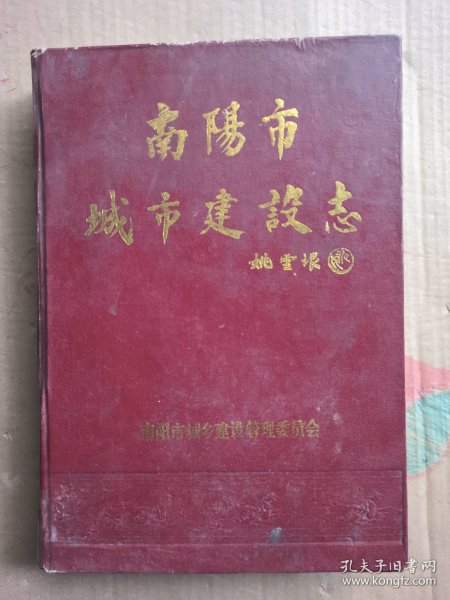 南陽市
城市建設志
姚雪垠
南阳市城乡建设管理委员会
孔夫子旧书网
www.kongfz.com